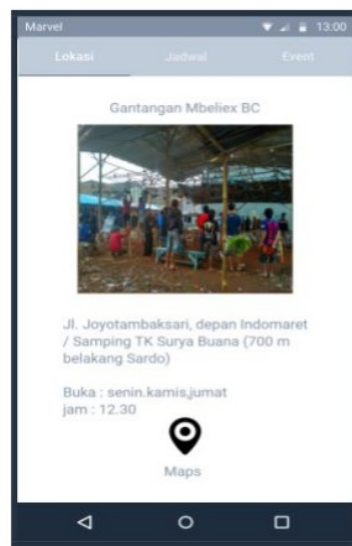 Marvel 13:00
Lokasi Jadwal Event
Gantangan Mbeliex BC
Jl. Joyotambaksari, depan Indomaret
/ Samping TK Surya Buana (700 m
belakang Sardo)
Buka : senin.kamis,jumat
jam : 12.30
Maps